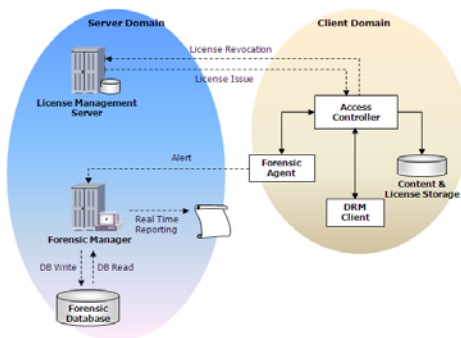 Server Domain
Client Domain
License Revocation
License Issue
License Management
Server
Access
Controller
Alert
Forensic
Agent
Content &
License Storage
DRM
Client
Real Time
Reporting
Forensic Manager
DB Write
DB Read
Forensic
Database